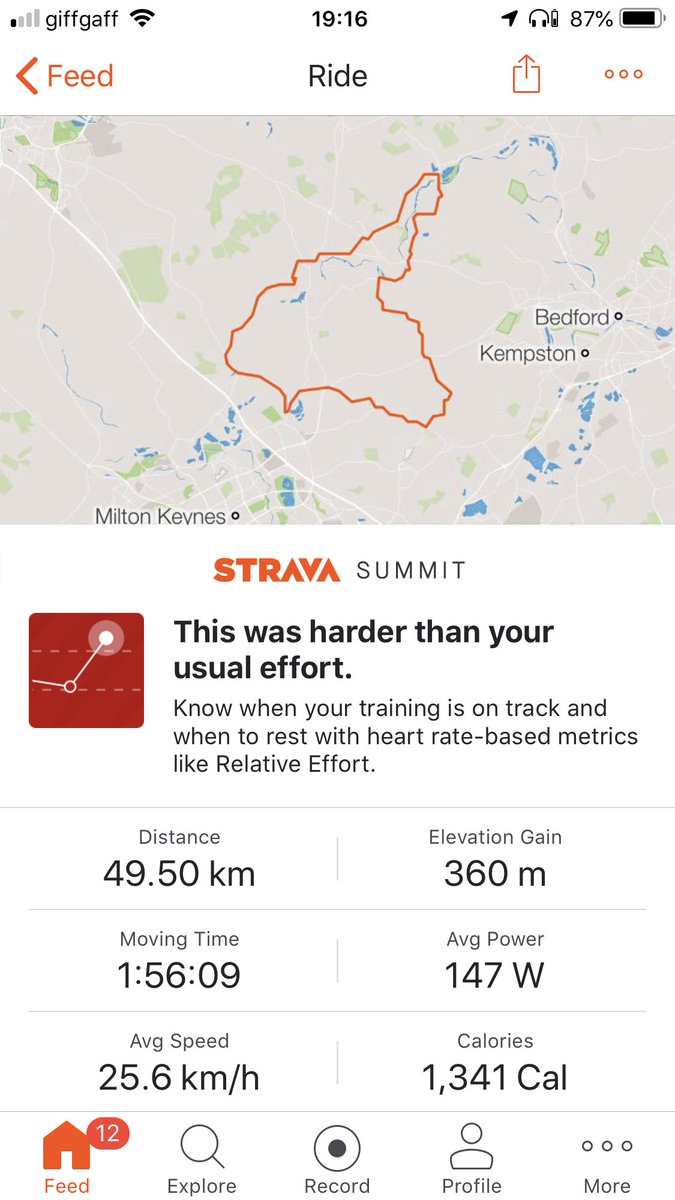 giffgaff 19:16 87%
Feed Ride
Bedford
Kempston
Milton Keynes
STRAVA SUMMIT
This was harder than your
usual effort.
Know when your training is on track and
when to rest with heart rate-based metrics
like Relative Effort.
Distance Elevation Gain
49.50 km 360 m
Moving Time Avg Power
1:56:09 147 W
Avg Speed Calories
25.6 km/h 1,341 Cal
12
Feed Explore Record Profile More